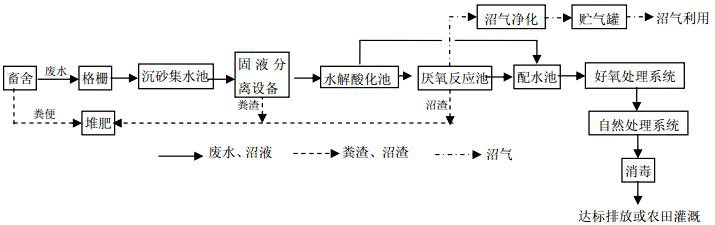 沼气净化
贮气罐
沼气利用
畜舍
废水
格栅
沉砂集水池
固液分
离设备
水解酸化池
厌氧反应池
配水池
好氧处理系统
粪便
堆肥
粪渣
沼渣
自然处理系统
废水、沼液
粪渣、沼渣
沼气
消毒
达标排放或农田灌溉